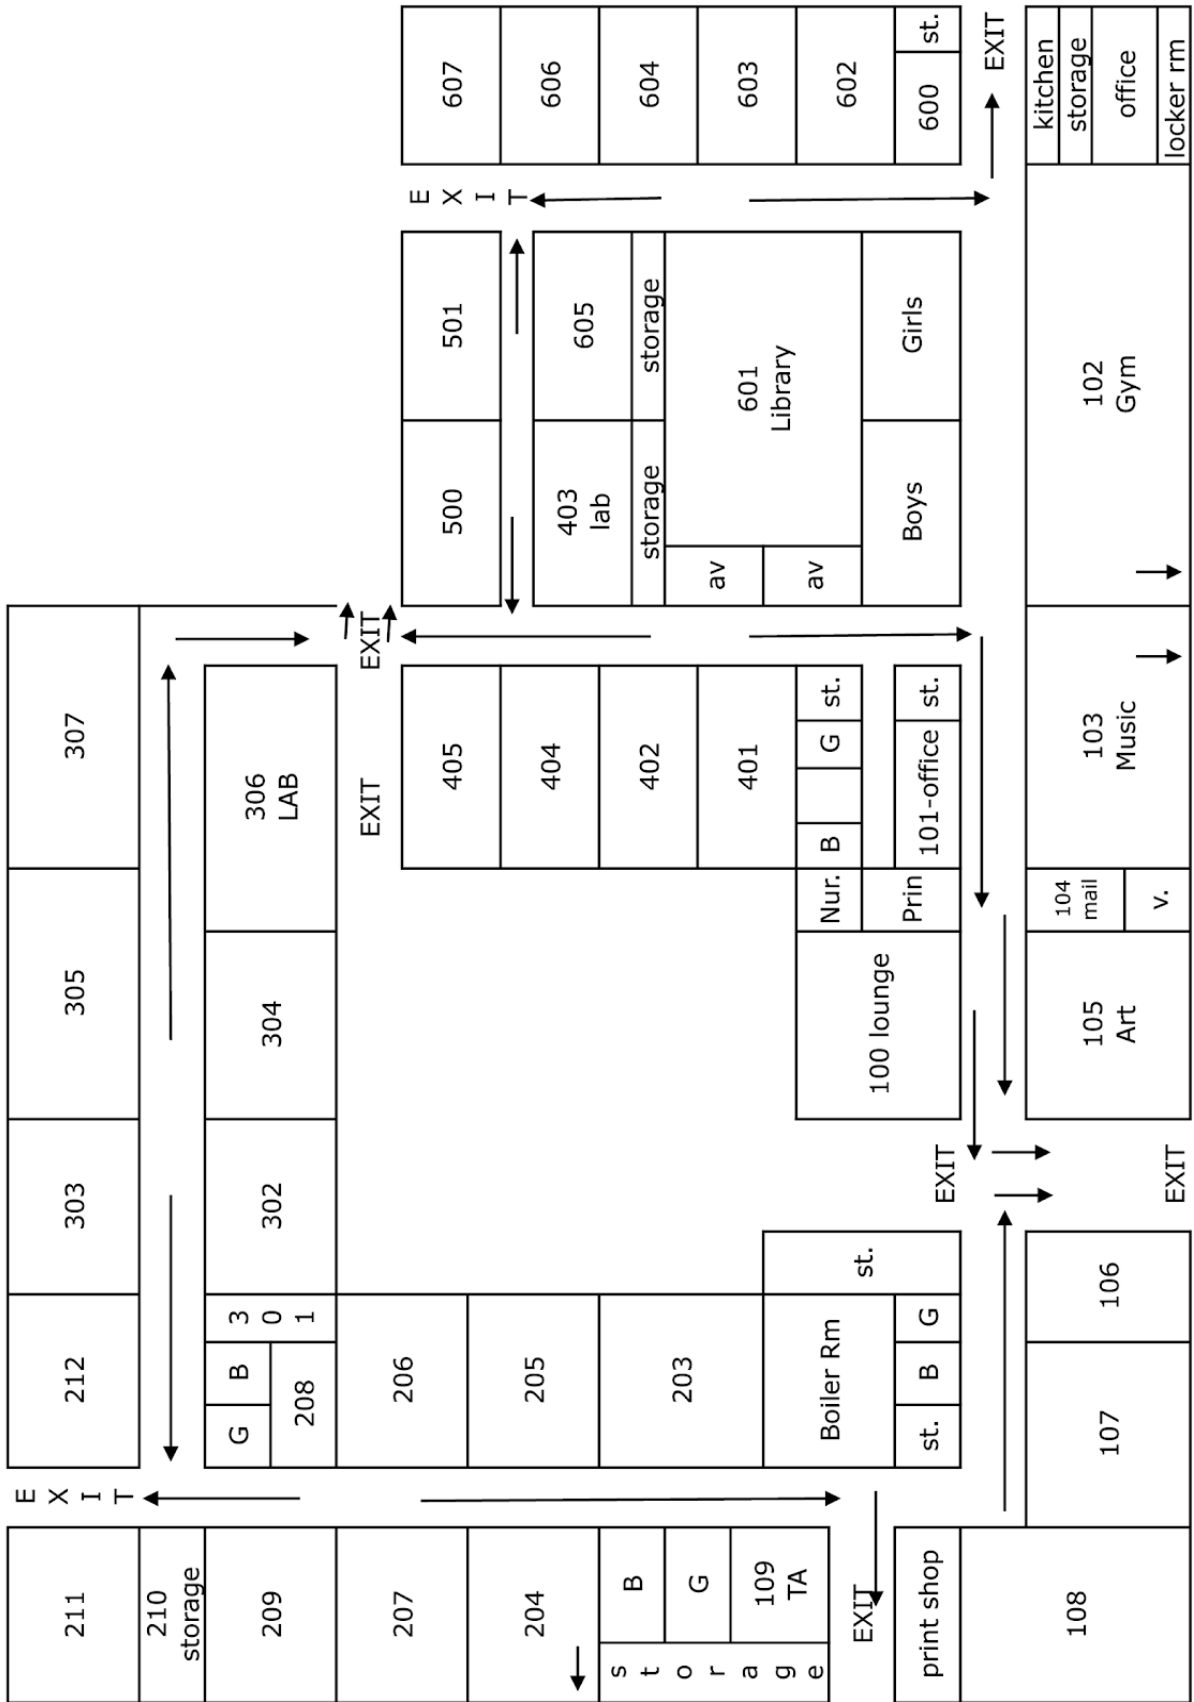 211
E
X
I
T
212
303
305
307
210
storage
209
G
B
208
3
0
1
302
304
306
LAB
207
206
EXIT
EXIT
204
205
405
500
501
E
X
I
T
607
404
403
lab
605
606
s
t
o
r
a
g
e
B
G
109
TA
203
402
storage
storage
604
401
av
av
601
Library
603
Boiler Rm
st.
Nur.
B
G
st.
602
EXIT
print shop
st.
B
G
EXIT
100 lounge
Prin
101-office
st.
Boys
Girls
600
st.
EXIT
108
107
106
EXIT
105
Art
104
mail
v.
103
Music
102
Gym
kitchen
storage
office
locker rm